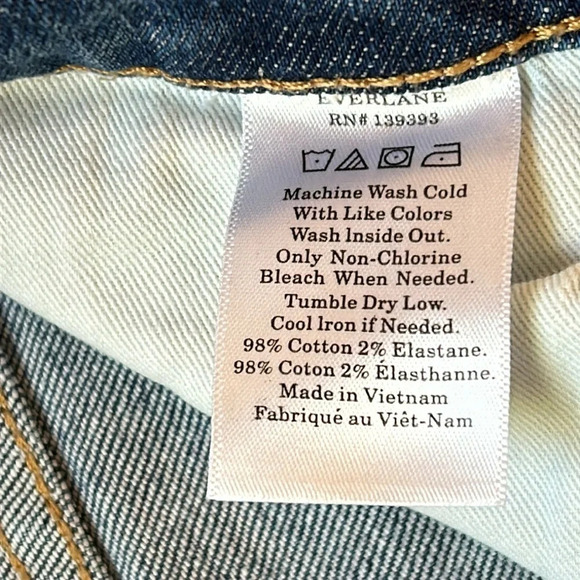 EVERLANE
RN# 139393
Machine Wash Cold
With Like Colors
Wash Inside Out.
Only Non-Chlorine
Bleach When Needed.
Tumble Dry Low.
Cool Iron if Needed.
98% Cotton 2% Elastane.
98% Coton 2% Élasthanne.
Made in Vietnam
Fabriqué au Viêt-Nam